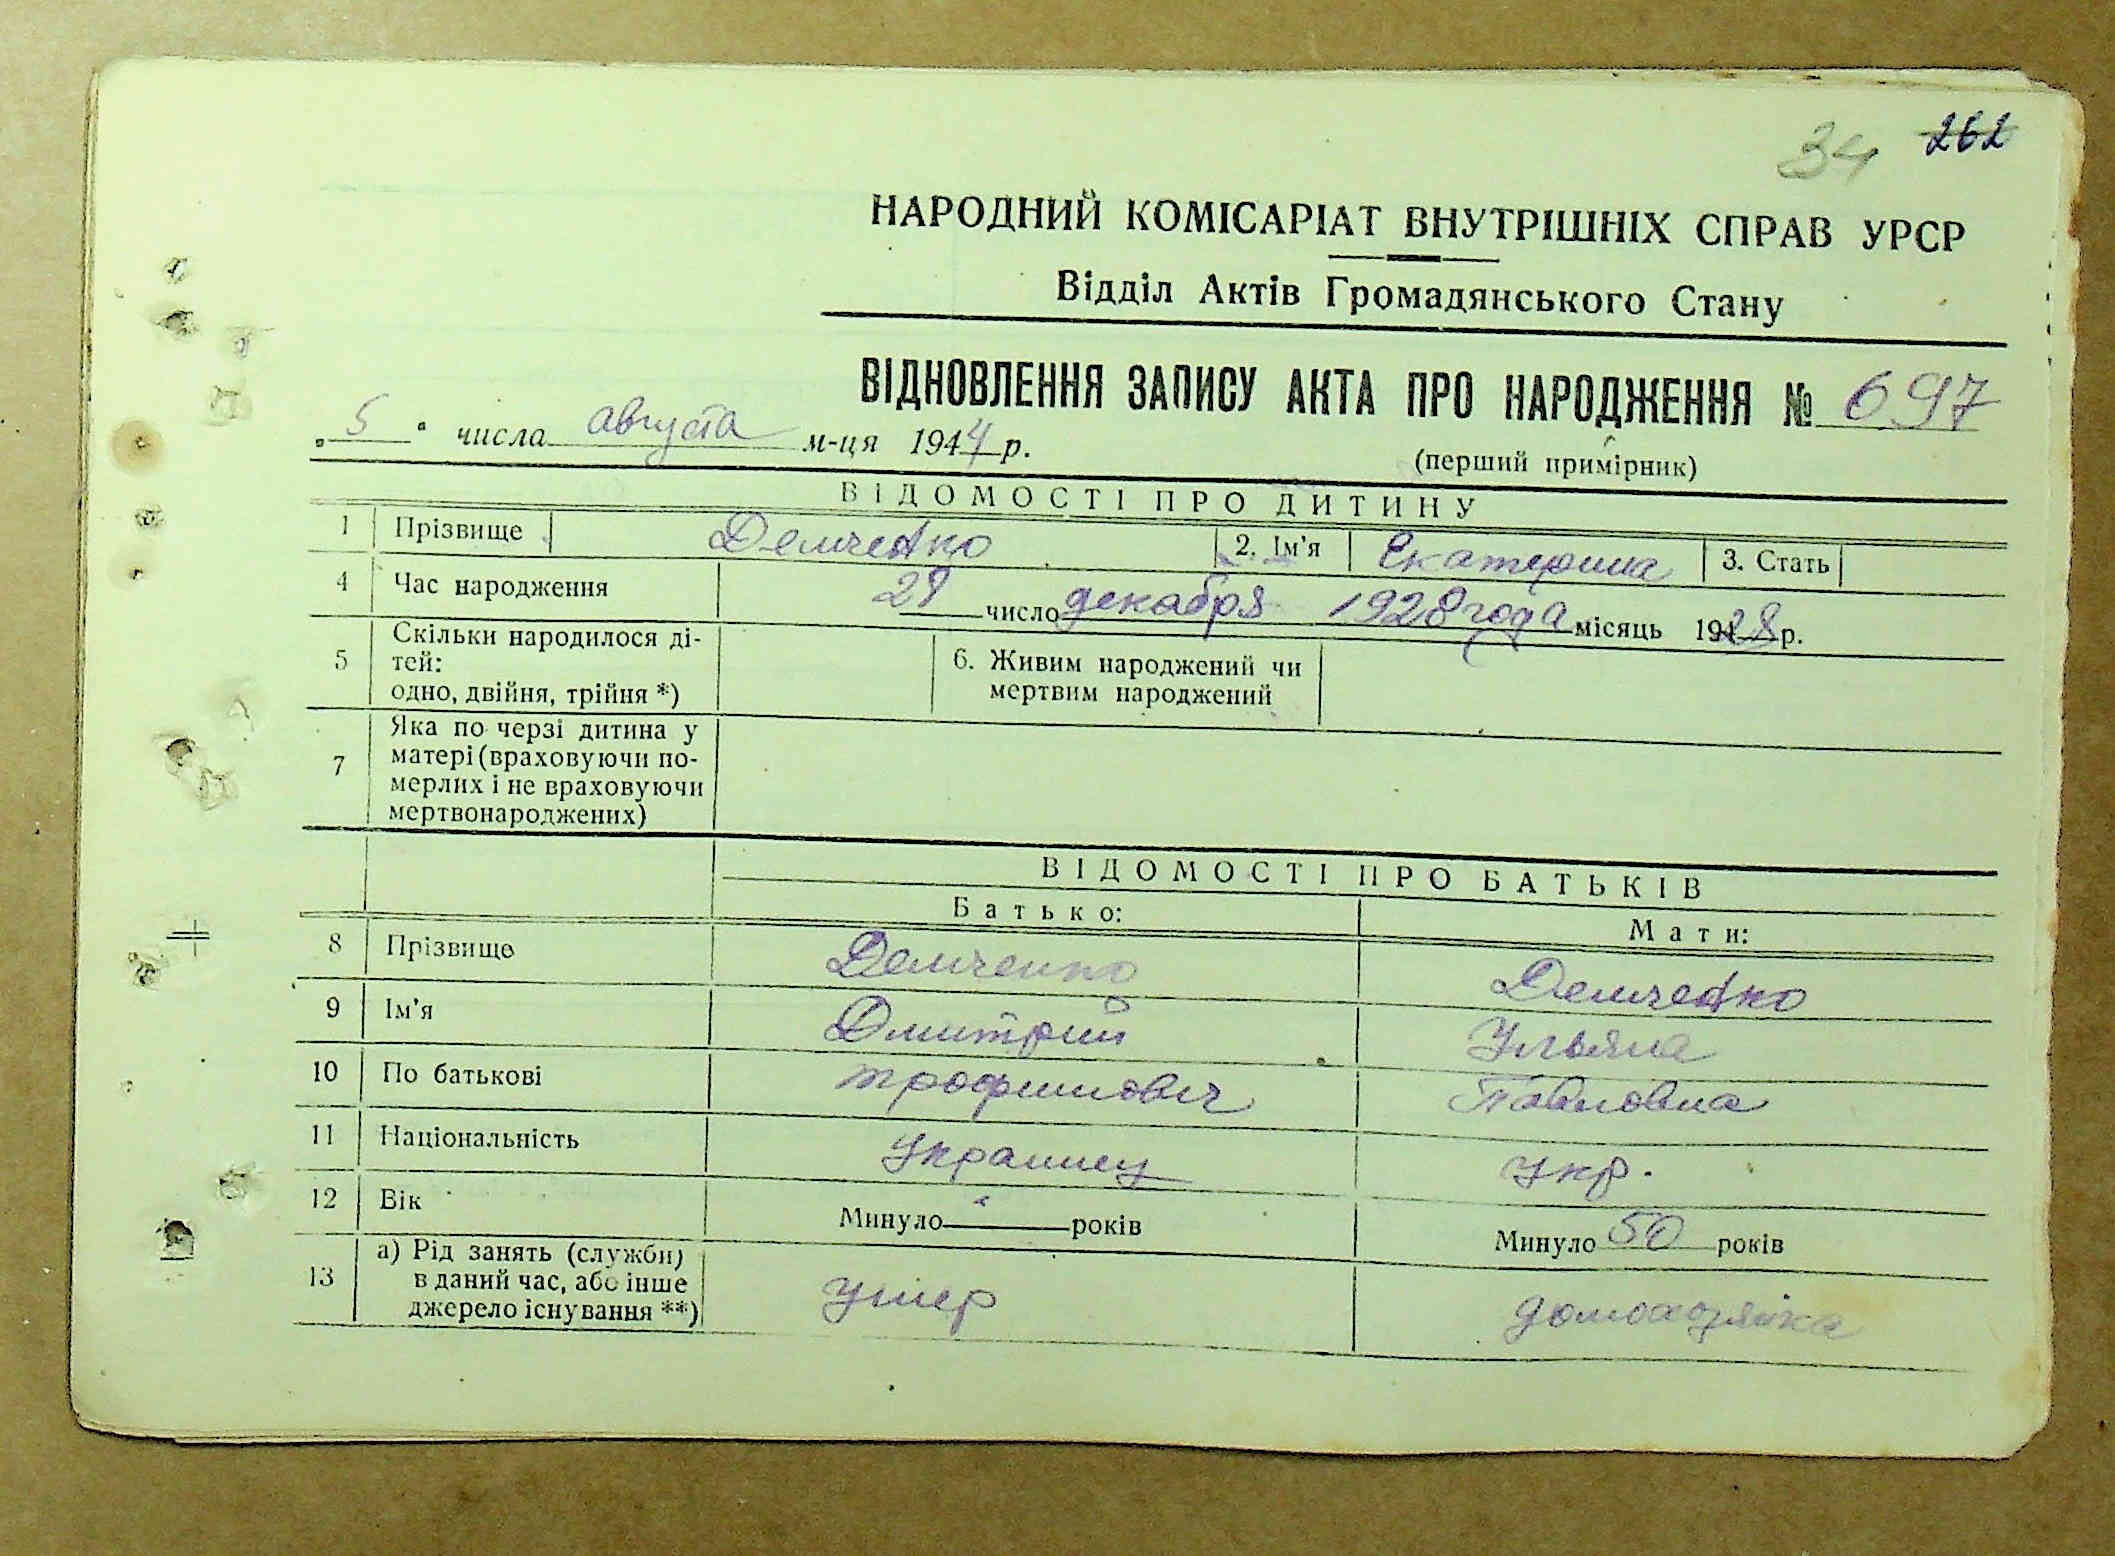 34 262
НАРОДНИЙ КОМІСАРІАТ ВНУТРІШНІХ СПРАВ УРСР
Відділ Актів Громадянського Стану
ВІДНОВЛЕННЯ ЗАПИСУ АКТА ПРО НАРОДЖЕННЯ № 697
„5“ числа августа м-ця 1944 р.
(перший примірник)
ВІДОМОСТІ ПРО ДИТИНУ
1 Прізвище Демченко 2. Ім'я Екатерина 3. Стать
4 Час народження 28 число декабря 1928 года місяць 1928 р.
5 Скільки народилося ді-
тей:
одно, двійня, трійня *)
6. Живим народжений чи
мертвим народжений
7 Яка по черзі дитина у
матері (враховуючи по-
мерлих і не враховуючи
мертвонароджених)
ВІДОМОСТІ ПРО БАТЬКІВ
Батько: Мати:
8 Прізвище Демченко Демченко
9 Ім'я Дмитрий Ульяна
10 По батькові трофимович Павловна
11 Національність Украинец Укр.
12 Вік Минуло - років Минуло 50 років
13 а) Рід занять (служби)
в даний час, або інше
джерело існування **)
умер домохозяйка